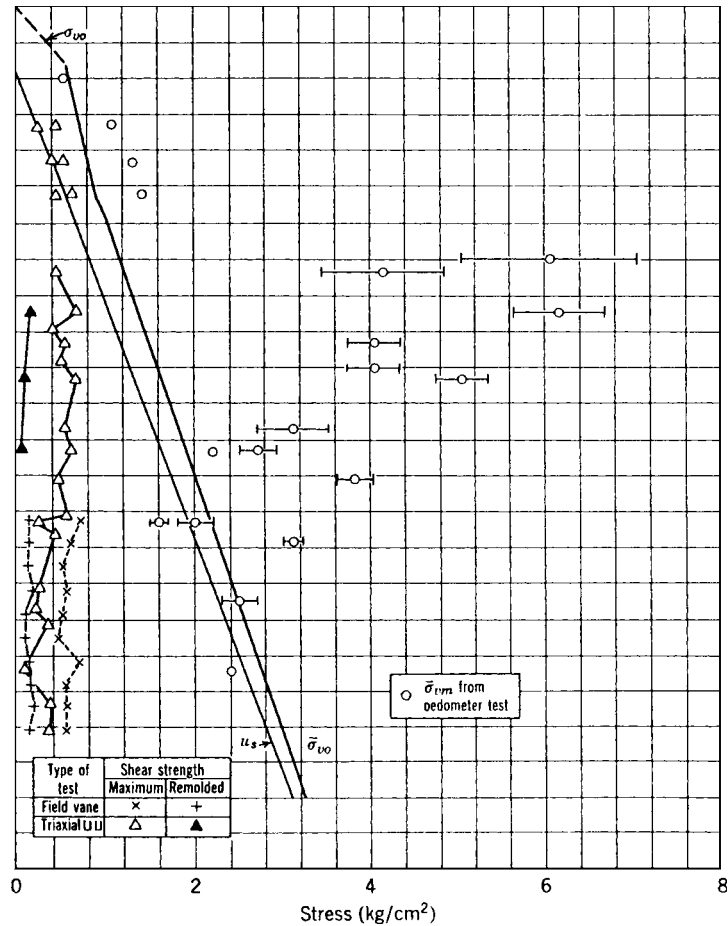 σvo
σ̄vm from
oedometer test
us
σ̄vo
Type of test Shear strength
Maximum Remolded
Field vane × +
Triaxial UU △ ▲
0 2 4 6 8
Stress (kg/cm²)